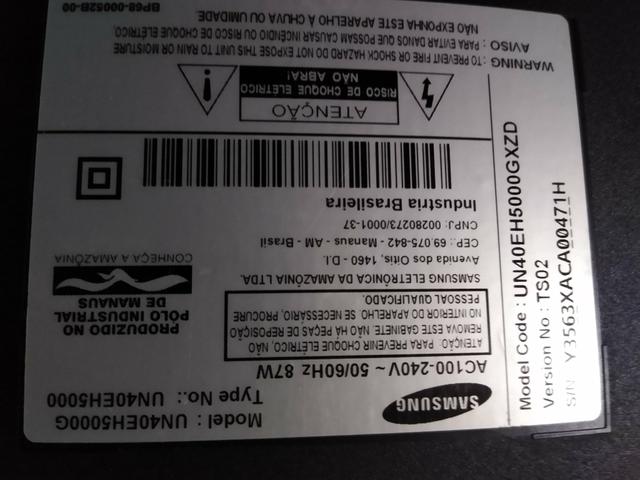 SAMSUNG
Model : UN40EH5000G
Type No.: UN40EH5000
AC100-240V ~ 50/60Hz 87W
ATENÇÃO: PARA PREVENIR CHOQUE ELÉTRICO, NÃO
REMOVA ESTE GABINETE. NÃO HÁ PEÇAS DE REPOSIÇÃO
NO INTERIOR DO APARELHO. SE NECESSÁRIO, PROCURE
PESSOAL QUALIFICADO.
SAMSUNG ELETRÔNICA DA AMAZÔNIA LTDA.
Avenida dos Oitis, 1460 - D.I.
CEP : 69.075-842 Manaus - AM - Brasil
CNPJ: 00280273/0001-37
Industria Brasileira
PRODUZIDO NO
PÓLO INDUSTRIAL
DE MANAUS
CONHEÇA A AMAZÔNIA
ATENÇÃO
RISCO DE CHOQUE ELÉTRICO
NÃO ABRA!
WARNING : TO PREVENT FIRE OR SHOCK HAZARD DO NOT EXPOSE THIS UNIT TO RAIN OR MOISTURE
AVISO : PARA EVITAR DANOS QUE POSSAM CAUSAR INCÊNDIO OU RISCO DE CHOQUE ELÉTRICO,
NÃO EXPONHA ESTE APARELHO À CHUVA OU UMIDADE
BP68-00052B-00
Model Code : UN40EH5000GXZD
Version No : TS02
S/N : Y3563XACA00471H